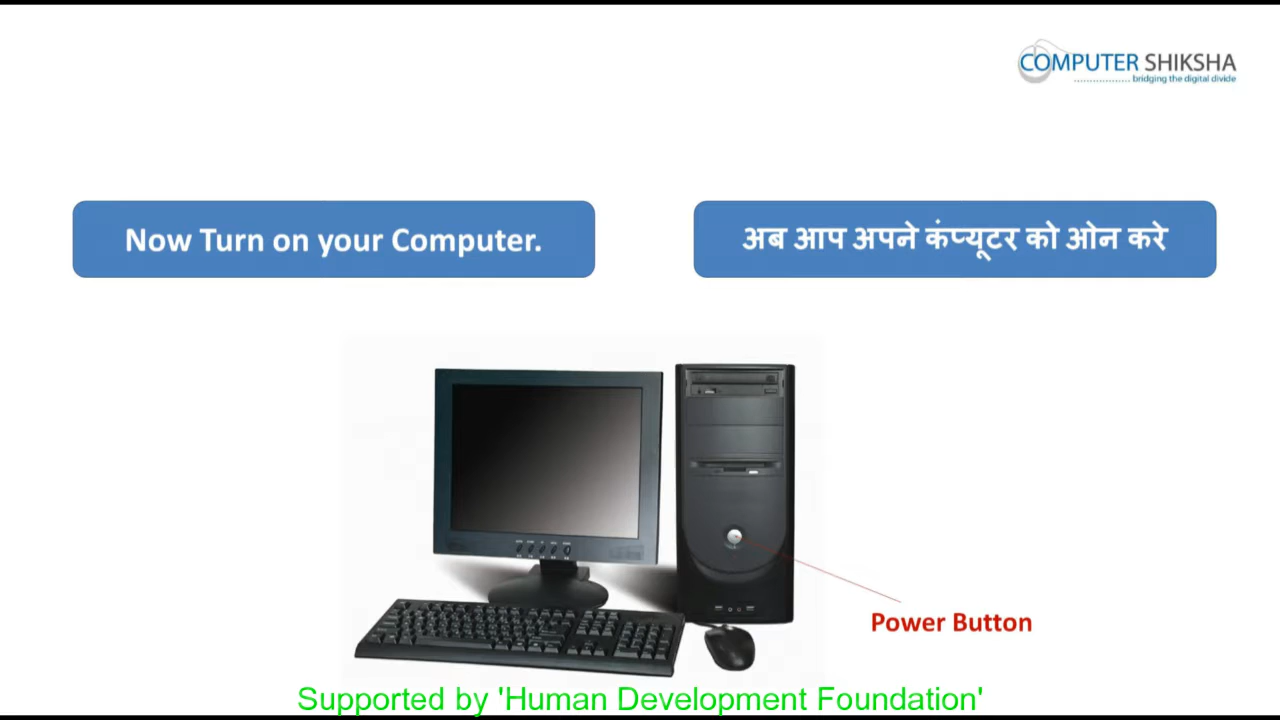 COMPUTER SHIKSHA
bridging the digital divide
Now Turn on your Computer.
अब आप अपने कंप्यूटर को ओन करे
Power Button
Supported by 'Human Development Foundation'